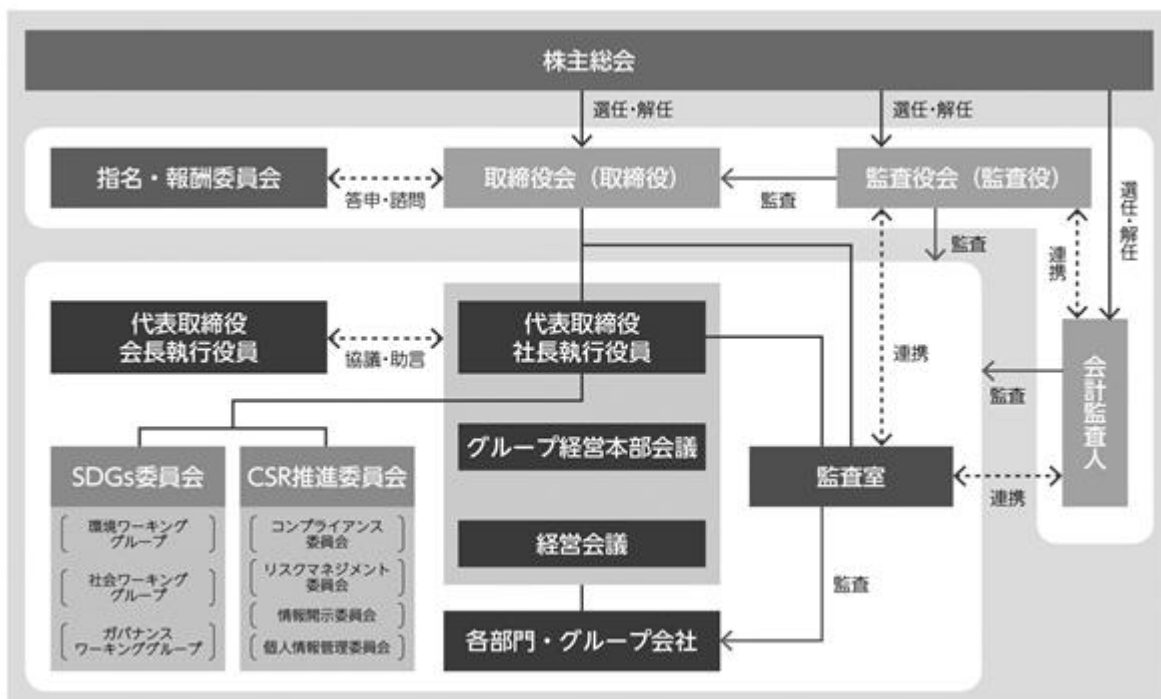 株主総会
選任・解任
選任・解任
選任・解任
指名・報酬委員会
答申・諮問
取締役会（取締役）
監査
監査役会（監査役）
監査
連携
連携
代表取締役
会長執行役員
協議・助言
代表取締役
社長執行役員
監査
会計監査人
グループ経営本部会議
SDGs委員会
環境ワーキング
グループ
社会ワーキング
グループ
ガバナンス
ワーキンググループ
CSR推進委員会
コンプライアンス
委員会
リスクマネジメント
委員会
情報開示委員会
個人情報管理委員会
監査室
連携
経営会議
監査
各部門・グループ会社